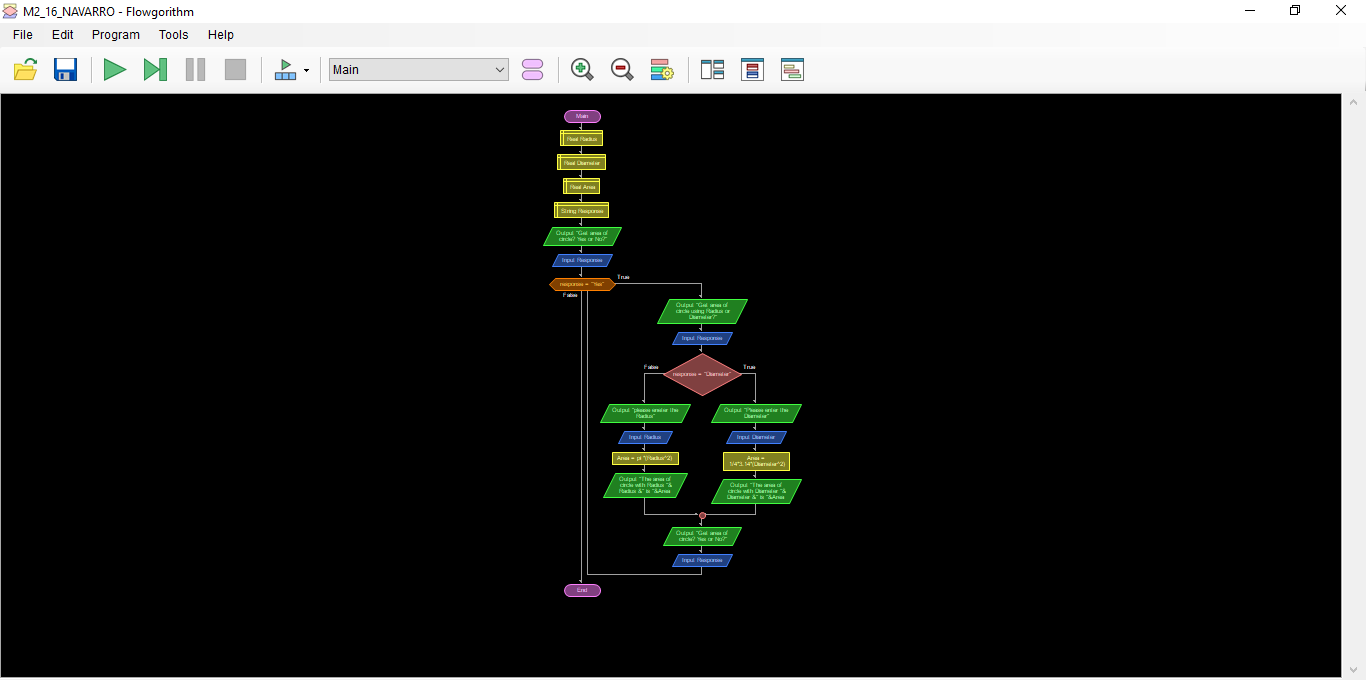 M2_16_NAVARRO - Flowgorithm
File Edit Program Tools Help
Main
Main
Real Radius
Real Diameter
Real Area
String Response
Output "Get area of
circle? Yes or No?"
Input Response
response = "Yes"
True
False
Output "Get area of
circle using Radius or
Diameter?"
Input Response
response = "Diameter"
False
True
Output "please eneter the
Radius"
Input Radius
Area = pi *(Radius^2)
Output "The area of
circle with Radius "&
Radius &" is "&Area
Output "Please enter the
Diameter"
Input Diameter
Area =
1/4*3.14*(Diameter^2)
Output "The area of
circle with Diameter "&
Diameter &" is "&Area
Output "Get area of
circle? Yes or No?"
Input Response
End